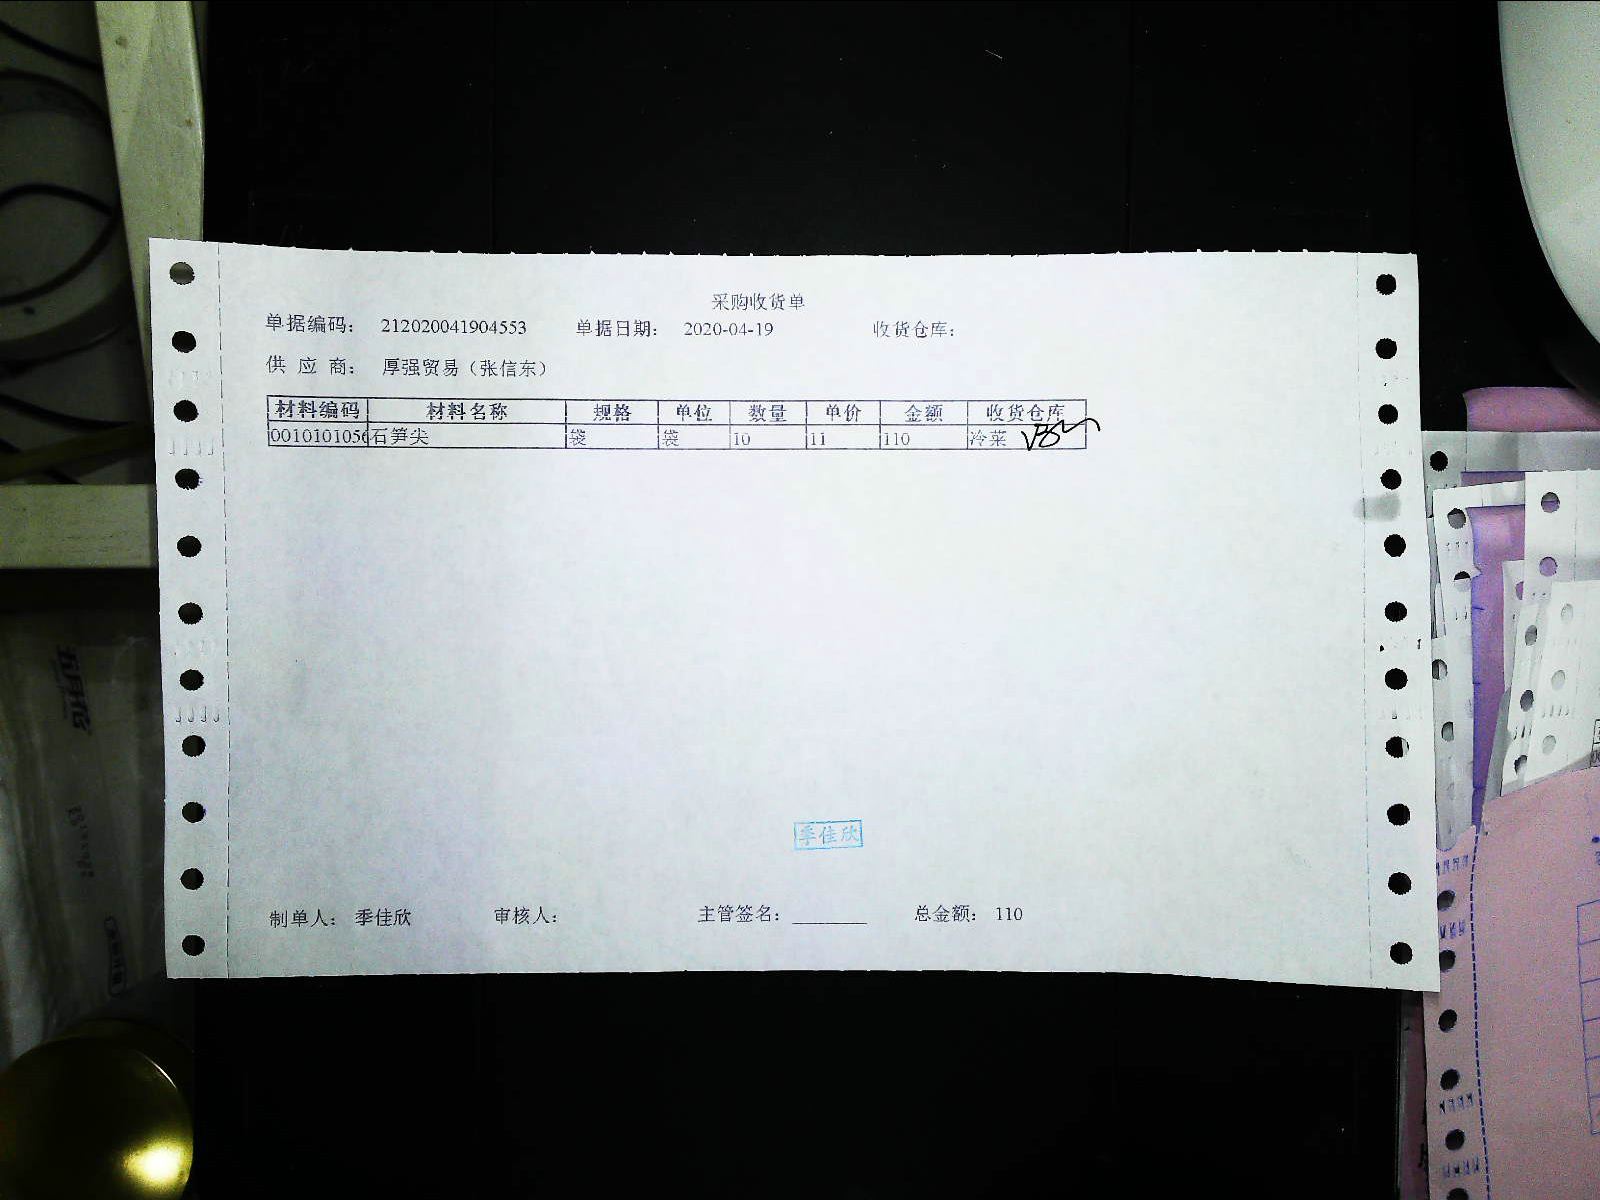 采购收货单
单据编码： 212020041904553 单据日期： 2020-04-19 收货仓库：
供 应 商： 厚强贸易（张信东）
材料编码 材料名称 规格 单位 数量 单价 金额 收货仓库
0010101056 石笋尖 袋 袋 10 11 110 冷菜
季佳欣
制单人： 季佳欣 审核人： 主管签名： ________ 总金额： 110
五月花